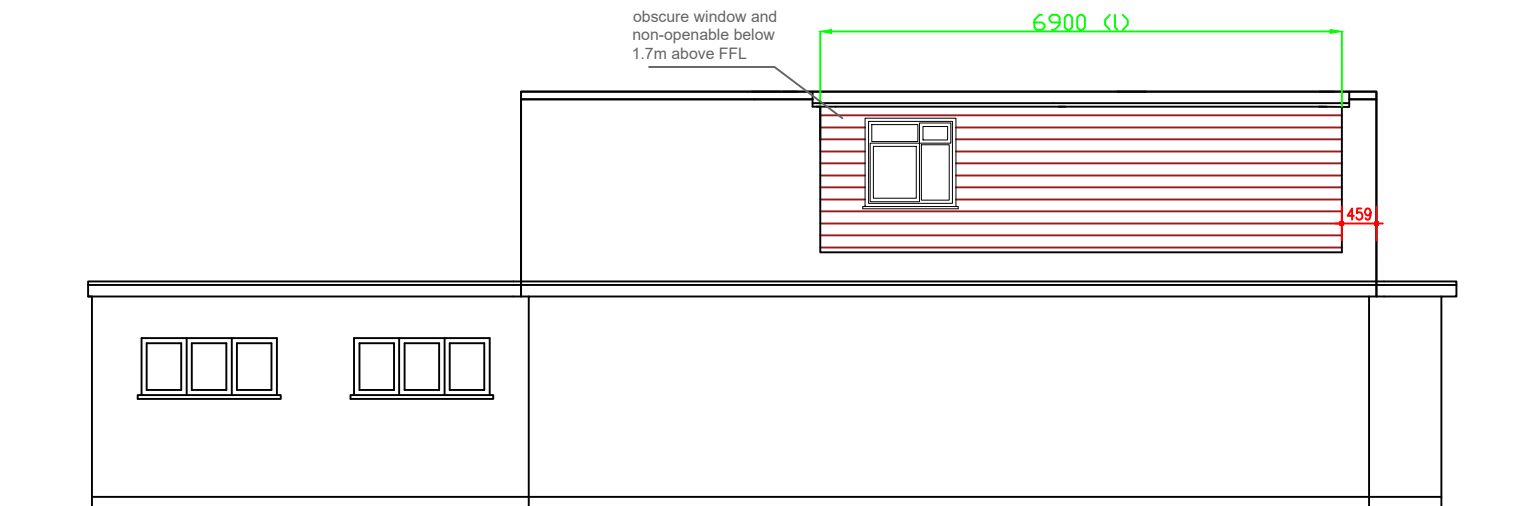 obscure window and
non-openable below
1.7m above FFL
6900 (l)
459